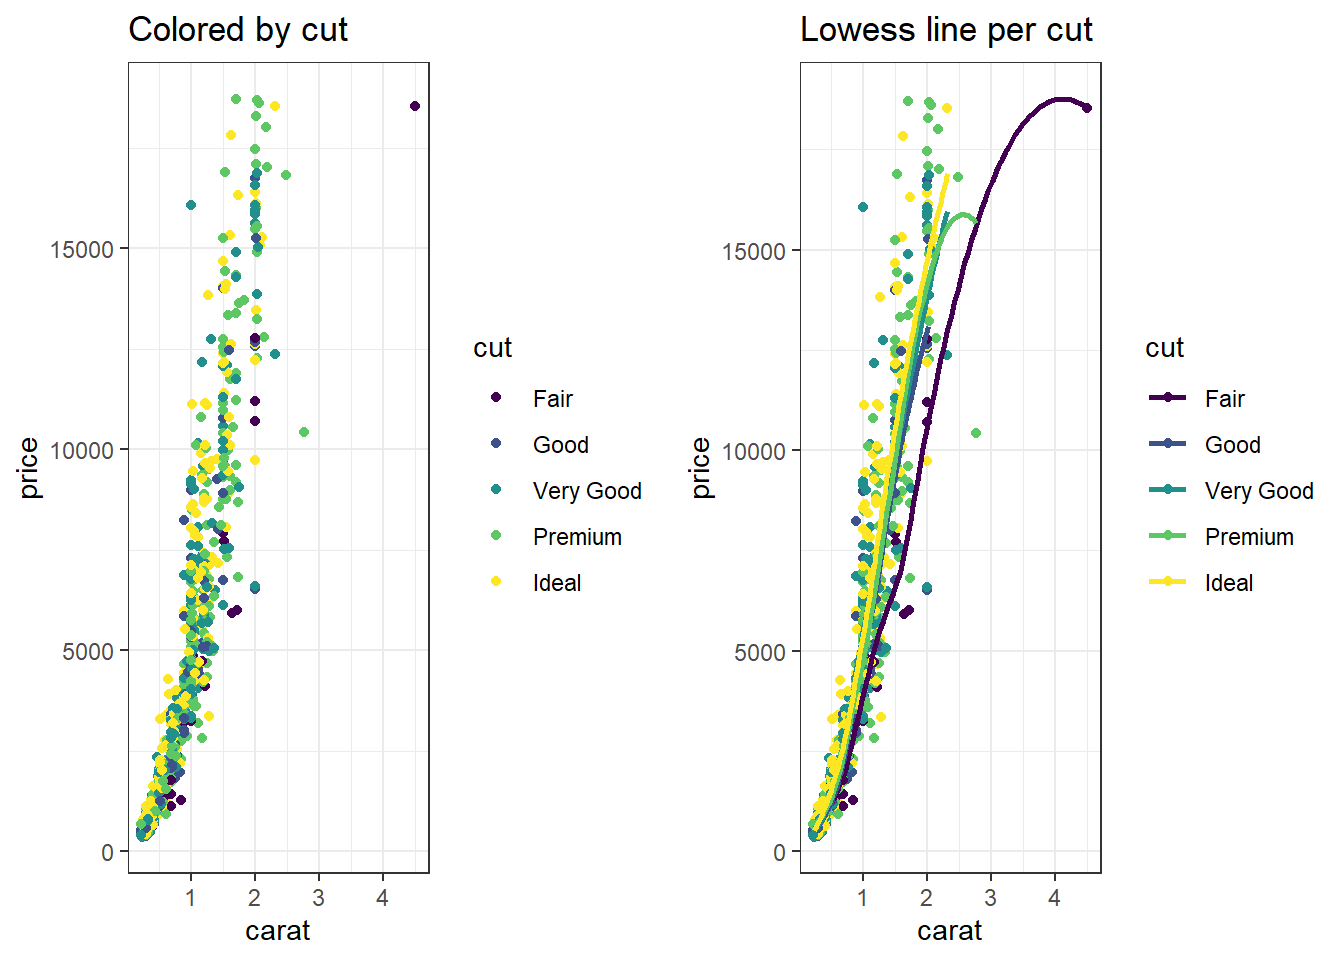 Colored by cut
price
15000
10000
5000
0
1 2 3 4
carat
cut
Fair
Good
Very Good
Premium
Ideal
Lowess line per cut
price
15000
10000
5000
0
1 2 3 4
carat
cut
Fair
Good
Very Good
Premium
Ideal